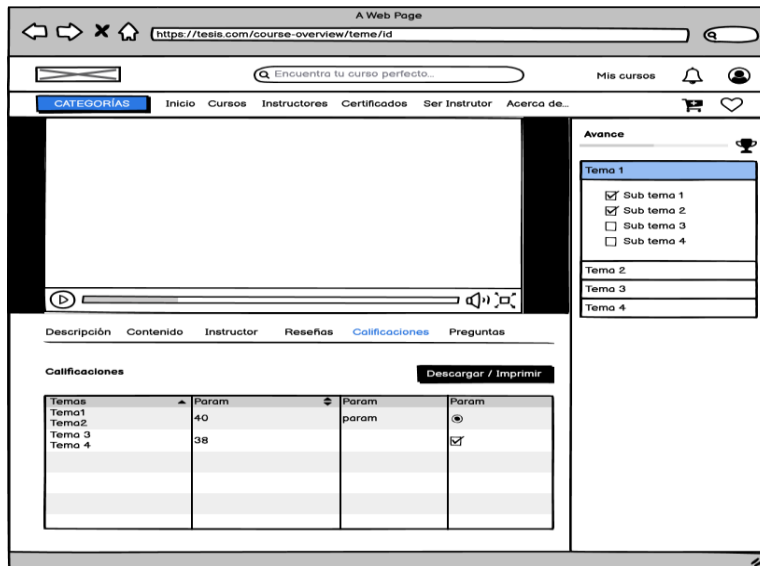 A Web Page
https://tesis.com/course-overview/teme/id
Encuentra tu curso perfecto...
Mis cursos
CATEGORÍAS Inicio Cursos Instructores Certificados Ser Instrutor Acerca de...
Avance
Tema 1
Sub tema 1
Sub tema 2
Sub tema 3
Sub tema 4
Tema 2
Tema 3
Tema 4
Descripción Contenido Instructor Reseñas Calificaciones Preguntas
Calificaciones
Descargar / Imprimir
Temas Param Param Param
Tema1
Tema2
40 param
Tema 3
Tema 4
38